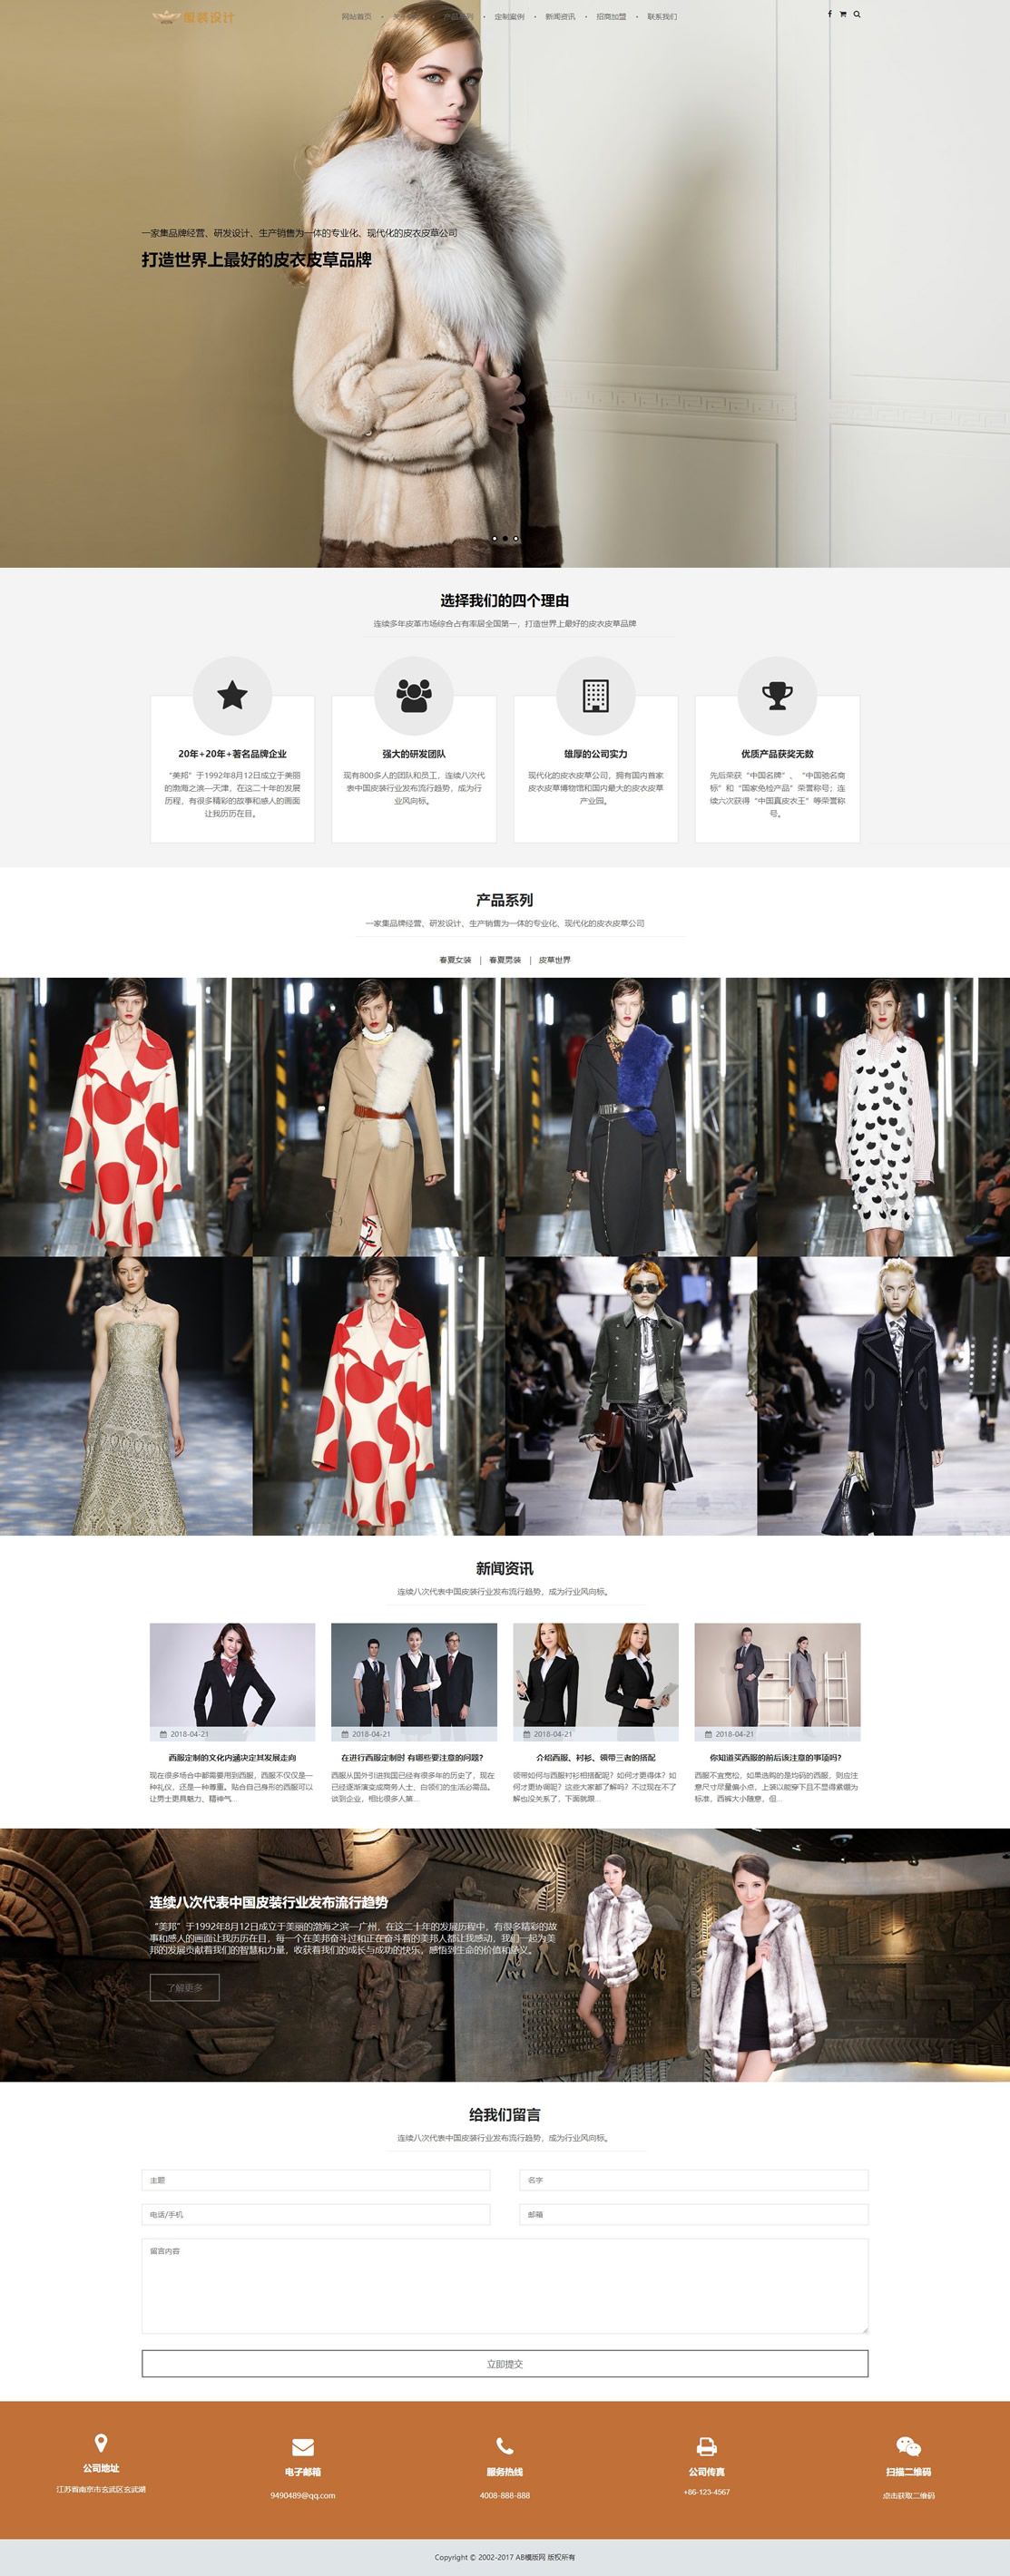 服装设计
网站首页 · 关于我们 · 产品系列 · 定制案例 · 新闻资讯 · 招商加盟 · 联系我们
一家集品牌经营、研发设计、生产销售为一体的专业化、现代化的皮衣皮草公司
打造世界上最好的皮衣皮草品牌
选择我们的四个理由
连续多年皮革市场综合占有率居全国第一，打造世界上最好的皮衣皮草品牌
20年+20年+著名品牌企业
“美邦”于1992年8月12日成立于美丽
的渤海之滨—天津，在这二十年的发展
历程，有很多精彩的故事和感人的画面
让我历历在目。
强大的研发团队
现有800多人的团队和员工，连续八次代
表中国皮装行业发布流行趋势，成为行
业风向标。
雄厚的公司实力
现代化的皮衣皮草公司，拥有国内首家
皮衣皮草博物馆和国内最大的皮衣皮草
产业园。
优质产品获奖无数
先后荣获“中国名牌”、“中国驰名商
标”和“国家免检产品”荣誉称号；连
续六次获得“中国真皮衣王”等荣誉称
号。
产品系列
一家集品牌经营、研发设计、生产销售为一体的专业化、现代化的皮衣皮草公司
春夏女装 | 春夏男装 | 皮草世界
新闻资讯
连续八次代表中国皮装行业发布流行趋势，成为行业风向标。
2018-04-21
西服定制的文化内涵决定其发展走向
现在很多场合中都需要用到西服，西服不仅仅是一
种礼仪，还是一种尊重。贴合自己身形的西服可以
让男士更具魅力，精神气...
2018-04-21
在进行西服定制时 有哪些要注意的问题？
西服从国外引进我国已经有很多年的历史了，现在
已经逐渐演变成商务人士、白领们的生活必需品。
谈到企业，相比很多人第...
2018-04-21
介绍西服、衬衫、领带三者的搭配
领带如何与西服衬衫相搭配呢？如何才更得体？如
何才更协调呢？这些大家都了解吗？不过现在不了
解也没关系了，下面就跟...
2018-04-21
你知道买西服的前后该注意的事项吗？
西服不宜宽松，如果选购的是均码的西服，则应注
意尺寸尽量偏小点，上装以能穿下且不显得紧绷为
标准，西裤大小随意，但...
连续八次代表中国皮装行业发布流行趋势
“美邦”于1992年8月12日成立于美丽的渤海之滨—广州，在这二十年的发展历程中，有很多精彩的故
事和感人的画面让我历历在目，每一个在美邦奋斗过和正在奋斗着的美邦人都让我感动，我们一起为美
邦的发展贡献着我们的智慧和力量，收获着我们的成长与成功的快乐，感悟到生命的价值和意义。
了解更多
给我们留言
连续八次代表中国皮装行业发布流行趋势，成为行业风向标。
主题
名字
电话/手机
邮箱
留言内容
立即提交
公司地址
江苏省南京市玄武区玄武湖
电子邮箱
9490489@qq.com
服务热线
4008-888-888
公司传真
+86-123-4567
扫描二维码
点击获取二维码
Copyright © 2002-2017 AB模版网 版权所有